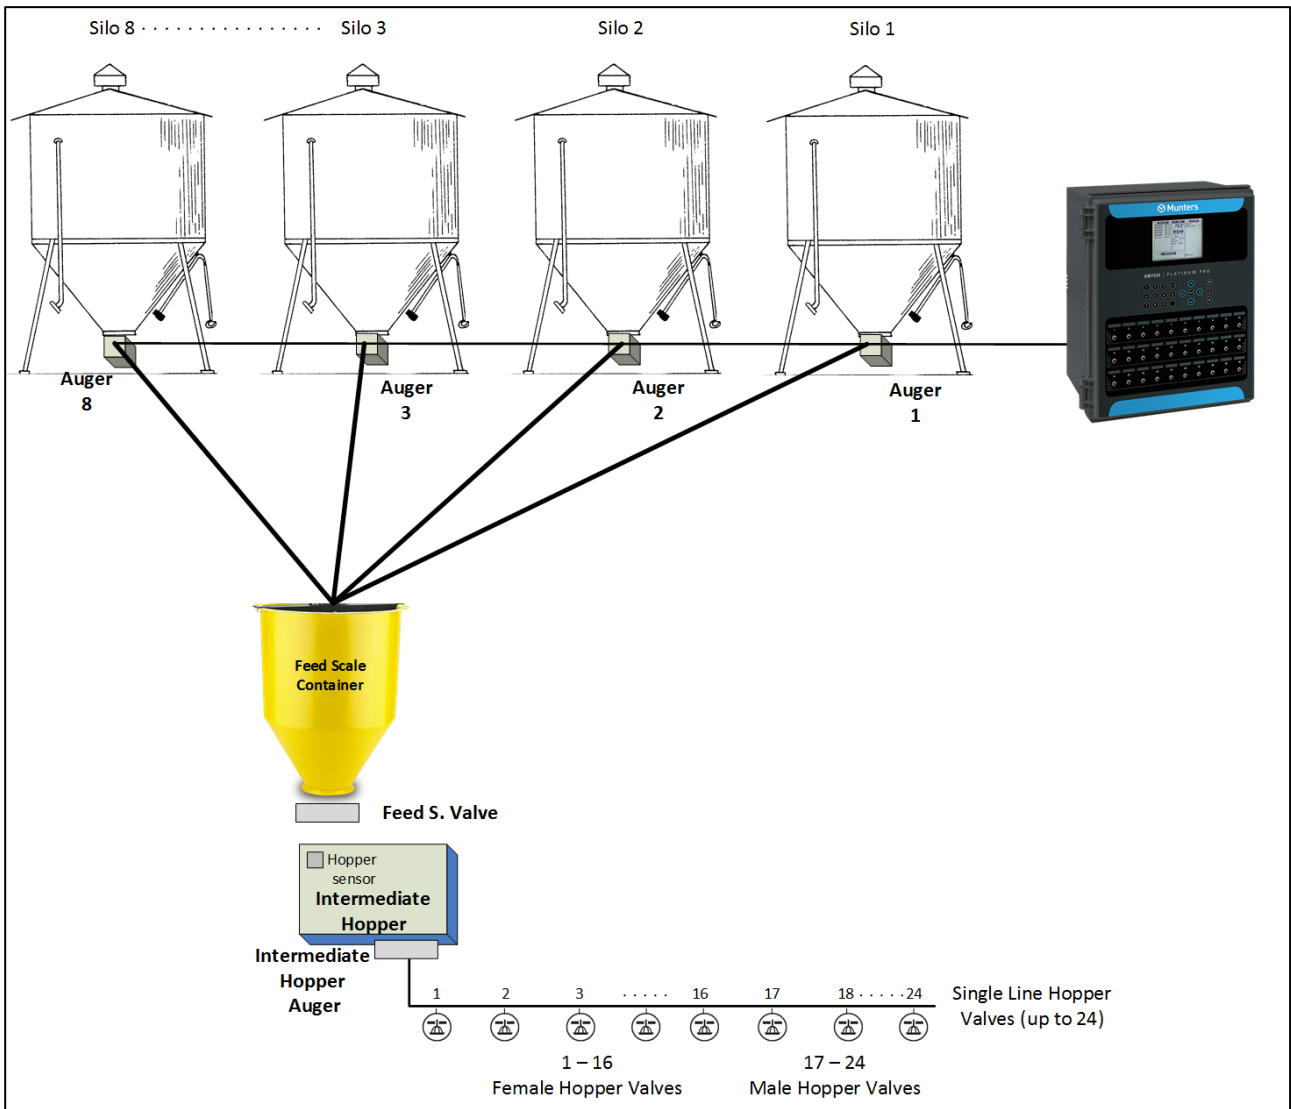 Silo 8 . . . . . . . . . . . . . . . . Silo 3 Silo 2 Silo 1
Munters
PLATINUM PRO
Auger
8
Auger
3
Auger
2
Auger
1
Feed Scale
Container
Feed S. Valve
Hopper
sensor
Intermediate
Hopper
Intermediate
Hopper
Auger
1 2 3 . . . . . 16 17 18 . . . . . 24
Single Line Hopper
Valves (up to 24)
1 – 16
Female Hopper Valves
17 – 24
Male Hopper Valves